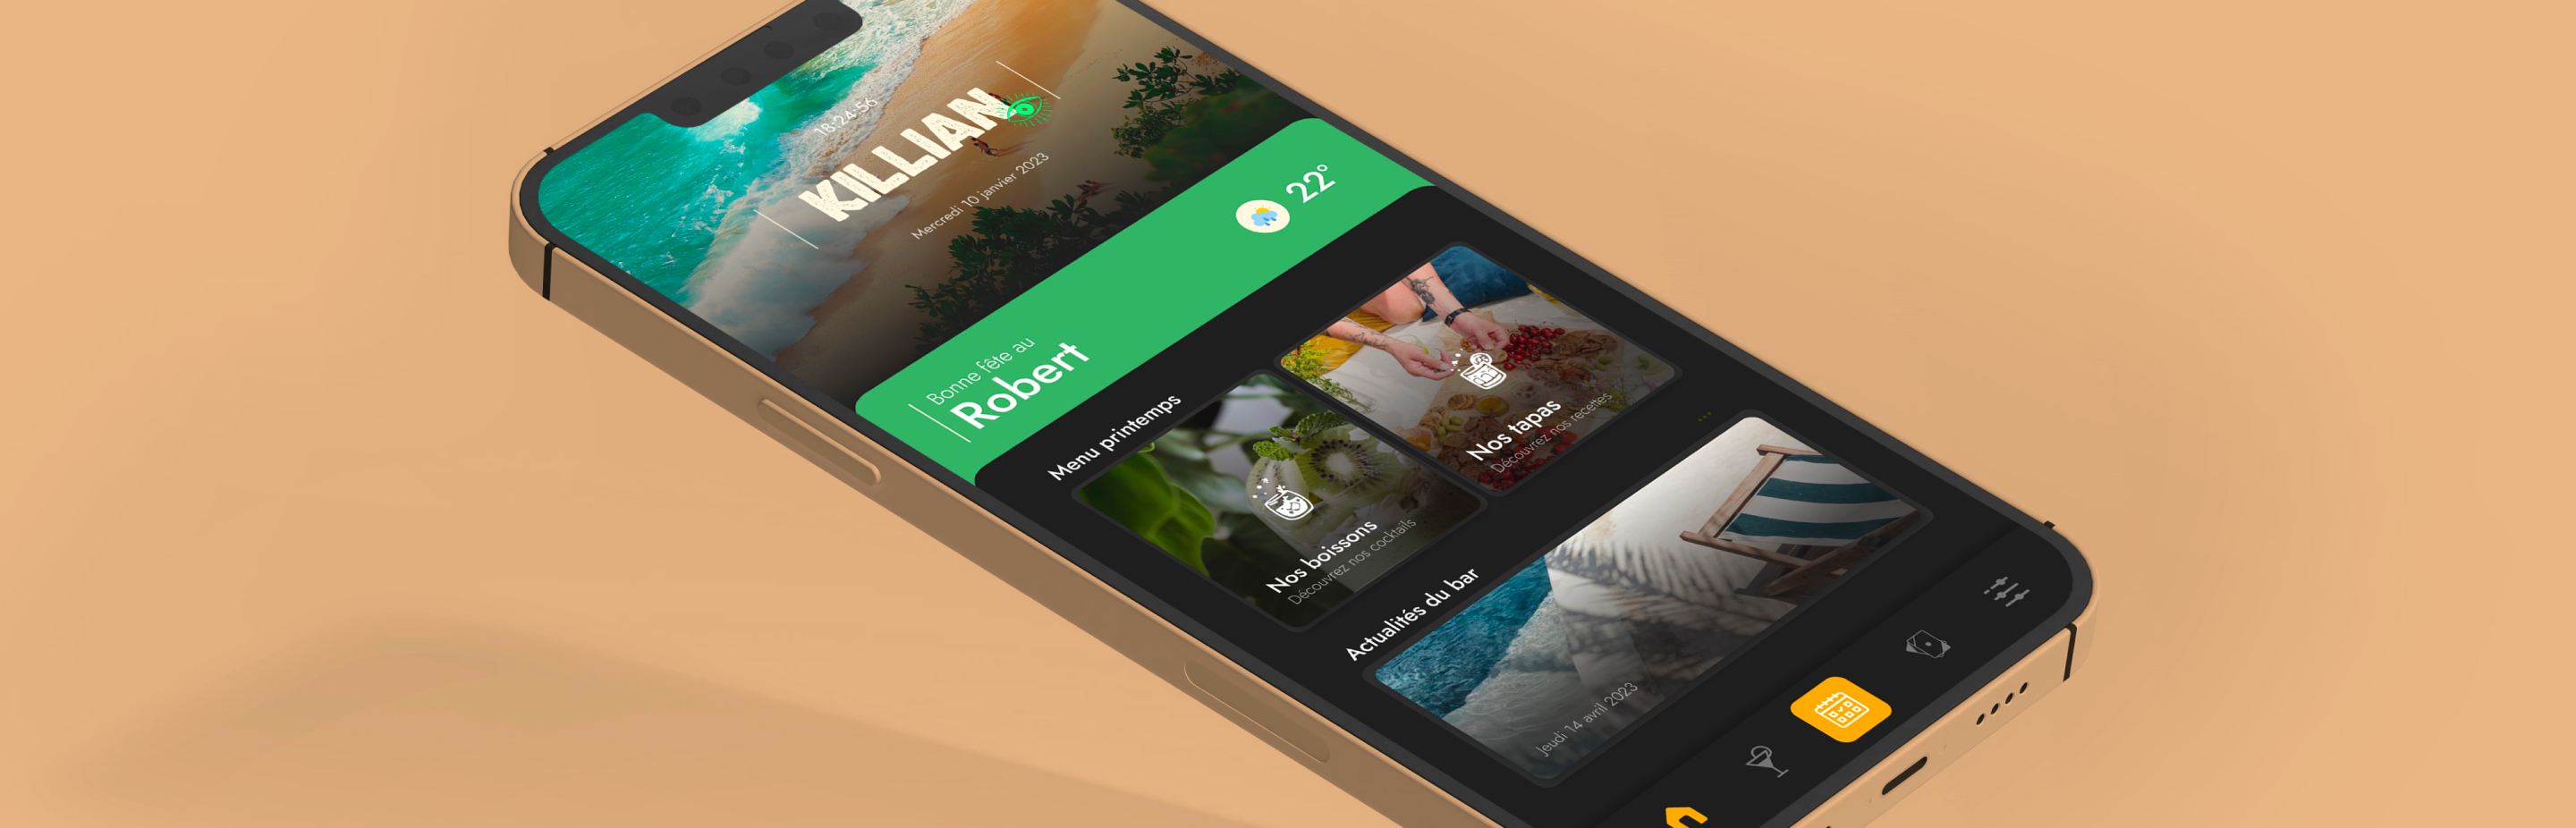 18:24:56
KILLIAN
Mercredi 10 janvier 2023
22°
Bonne fête au
Robert
Menu printemps
Nos boissons
Découvrez nos cocktails
Nos tapas
Découvrez nos recettes
Actualités du bar
Jeudi 14 avril 2023